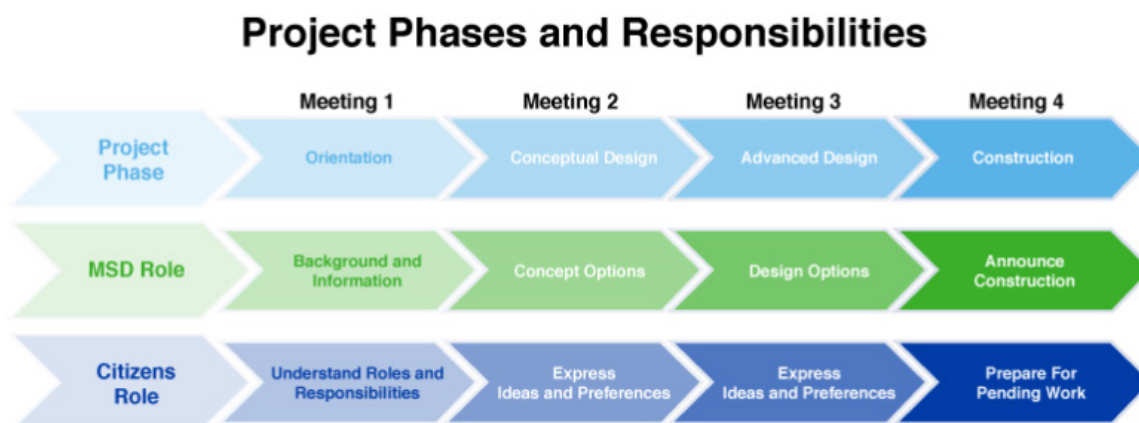 Project Phases and Responsibilities
Meeting 1
Meeting 2
Meeting 3
Meeting 4
Project
Phase
Orientation
Conceptual Design
Advanced Design
Construction
MSD Role
Background and
Information
Concept Options
Design Options
Announce
Construction
Citizens
Role
Understand Roles and
Responsibilities
Express
Ideas and Preferences
Express
Ideas and Preferences
Prepare For
Pending Work